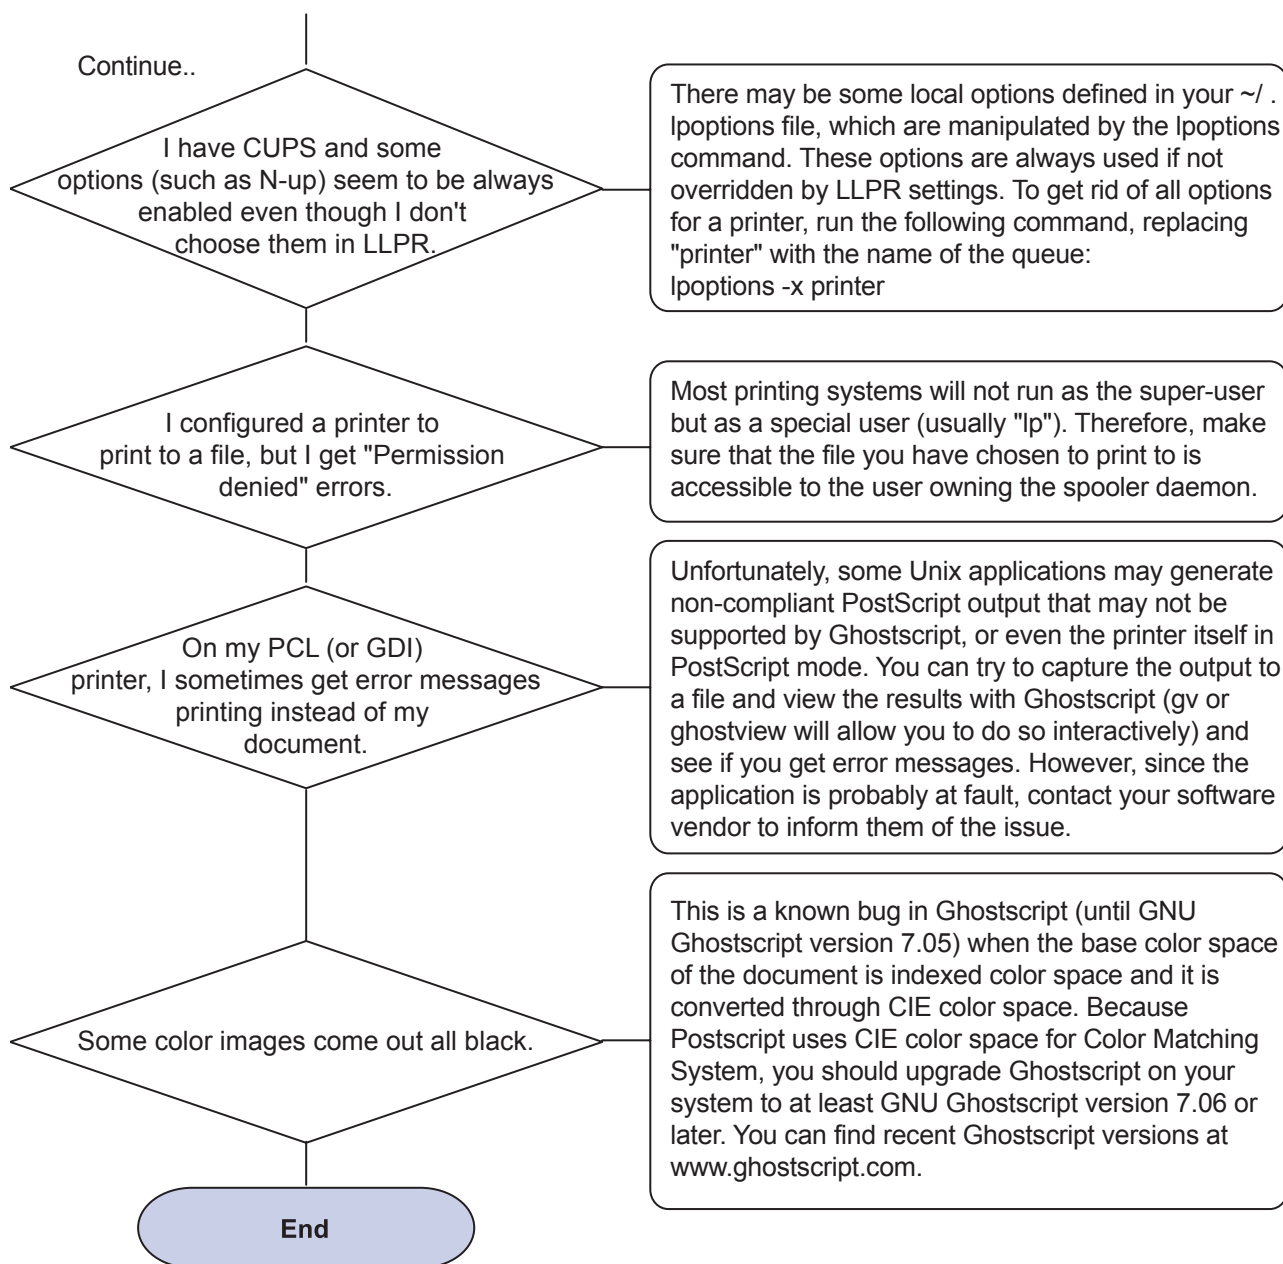 Continue..
I have CUPS and some
options (such as N-up) seem to be always
enabled even though I don't
choose them in LLPR.
There may be some local options defined in your ~/ .
lpoptions file, which are manipulated by the lpoptions
command. These options are always used if not
overridden by LLPR settings. To get rid of all options
for a printer, run the following command, replacing
"printer" with the name of the queue:
lpoptions -x printer
I configured a printer to
print to a file, but I get "Permission
denied" errors.
Most printing systems will not run as the super-user
but as a special user (usually "lp"). Therefore, make
sure that the file you have chosen to print to is
accessible to the user owning the spooler daemon.
On my PCL (or GDI)
printer, I sometimes get error messages
printing instead of my
document.
Unfortunately, some Unix applications may generate
non-compliant PostScript output that may not be
supported by Ghostscript, or even the printer itself in
PostScript mode. You can try to capture the output to
a file and view the results with Ghostscript (gv or
ghostview will allow you to do so interactively) and
see if you get error messages. However, since the
application is probably at fault, contact your software
vendor to inform them of the issue.
Some color images come out all black.
This is a known bug in Ghostscript (until GNU
Ghostscript version 7.05) when the base color space
of the document is indexed color space and it is
converted through CIE color space. Because
Postscript uses CIE color space for Color Matching
System, you should upgrade Ghostscript on your
system to at least GNU Ghostscript version 7.06 or
later. You can find recent Ghostscript versions at
www.ghostscript.com.
End